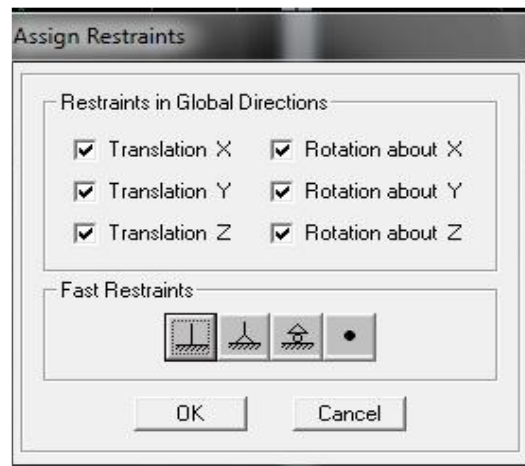 Assign Restraints
Restraints in Global Directions
Translation X Rotation about X
Translation Y Rotation about Y
Translation Z Rotation about Z
Fast Restraints
OK Cancel